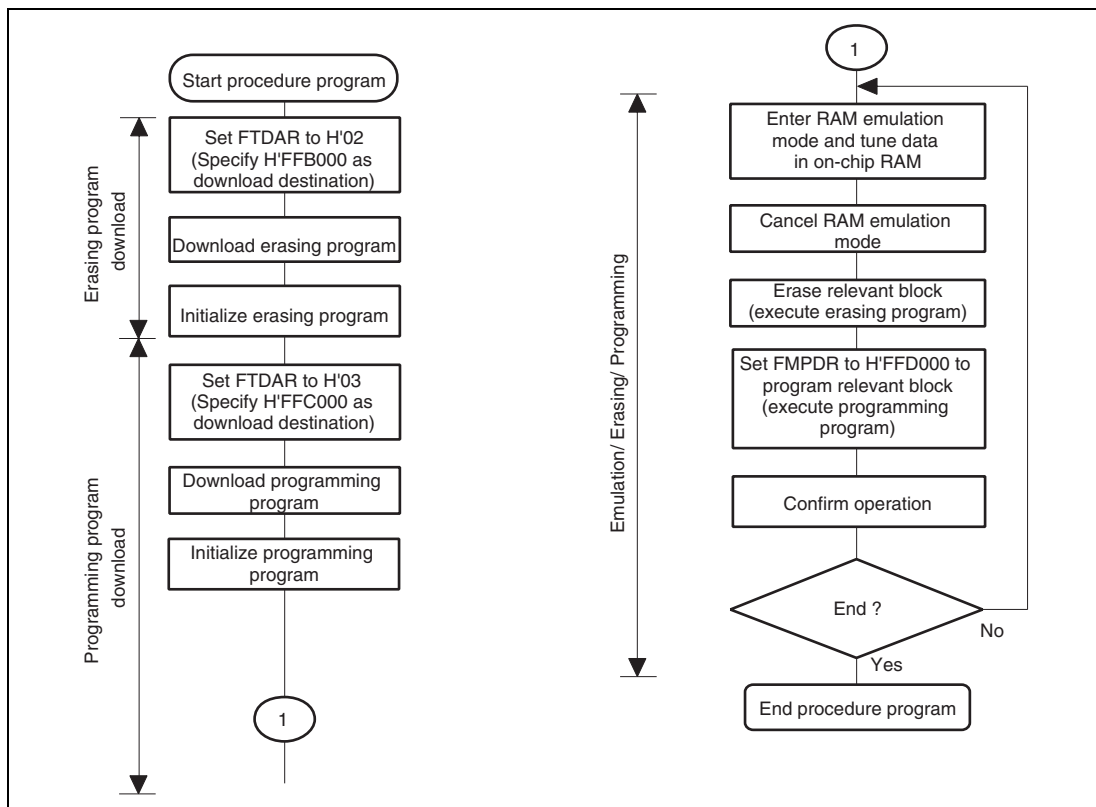 Start procedure program
Erasing program
download
Set FTDAR to H'02
(Specify H'FFB000 as
download destination)
Download erasing program
Initialize erasing program
Programming program
download
Set FTDAR to H'03
(Specify H'FFC000 as
download destination)
Download programming
program
Initialize programming
program
1
1
Emulation/ Erasing/ Programming
Enter RAM emulation
mode and tune data
in on-chip RAM
Cancel RAM emulation
mode
Erase relevant block
(execute erasing program)
Set FMPDR to H'FFD000 to
program relevant block
(execute programming
program)
Confirm operation
End ?
No
Yes
End procedure program